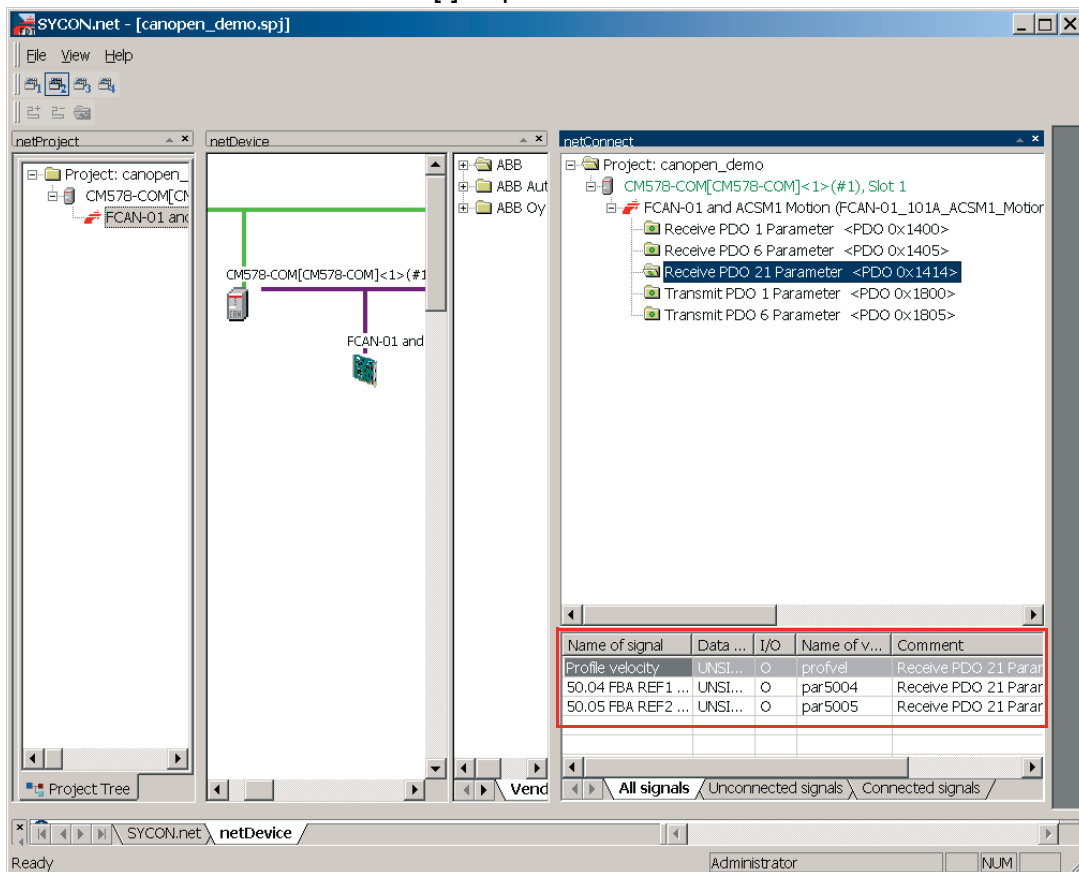 SYCON.net - [canopen_demo.spj]
File View Help
netProject
netDevice
netConnect
Project: canopen_
CM578-COM[CM
FCAN-01 and
CM578-COM[CM578-COM]<1>(#1
FCAN-01 and
ABB
ABB Aut
ABB Oy
Project: canopen_demo
CM578-COM[CM578-COM]<1>(#1), Slot 1
FCAN-01 and ACSM1 Motion (FCAN-01_101A_ACSM1_Motior
Receive PDO 1 Parameter <PDO 0x1400>
Receive PDO 6 Parameter <PDO 0x1405>
Receive PDO 21 Parameter <PDO 0x1414>
Transmit PDO 1 Parameter <PDO 0x1800>
Transmit PDO 6 Parameter <PDO 0x1805>
Name of signal Data ... I/O Name of v... Comment
Profile velocity UNSI... O profvel Receive PDO 21 Parar
50.04 FBA REF1 ... UNSI... O par5004 Receive PDO 21 Parar
50.05 FBA REF2 ... UNSI... O par5005 Receive PDO 21 Parar
Project Tree
Vend
All signals Unconnected signals Connected signals
SYCON.net netDevice
Ready Administrator NUM